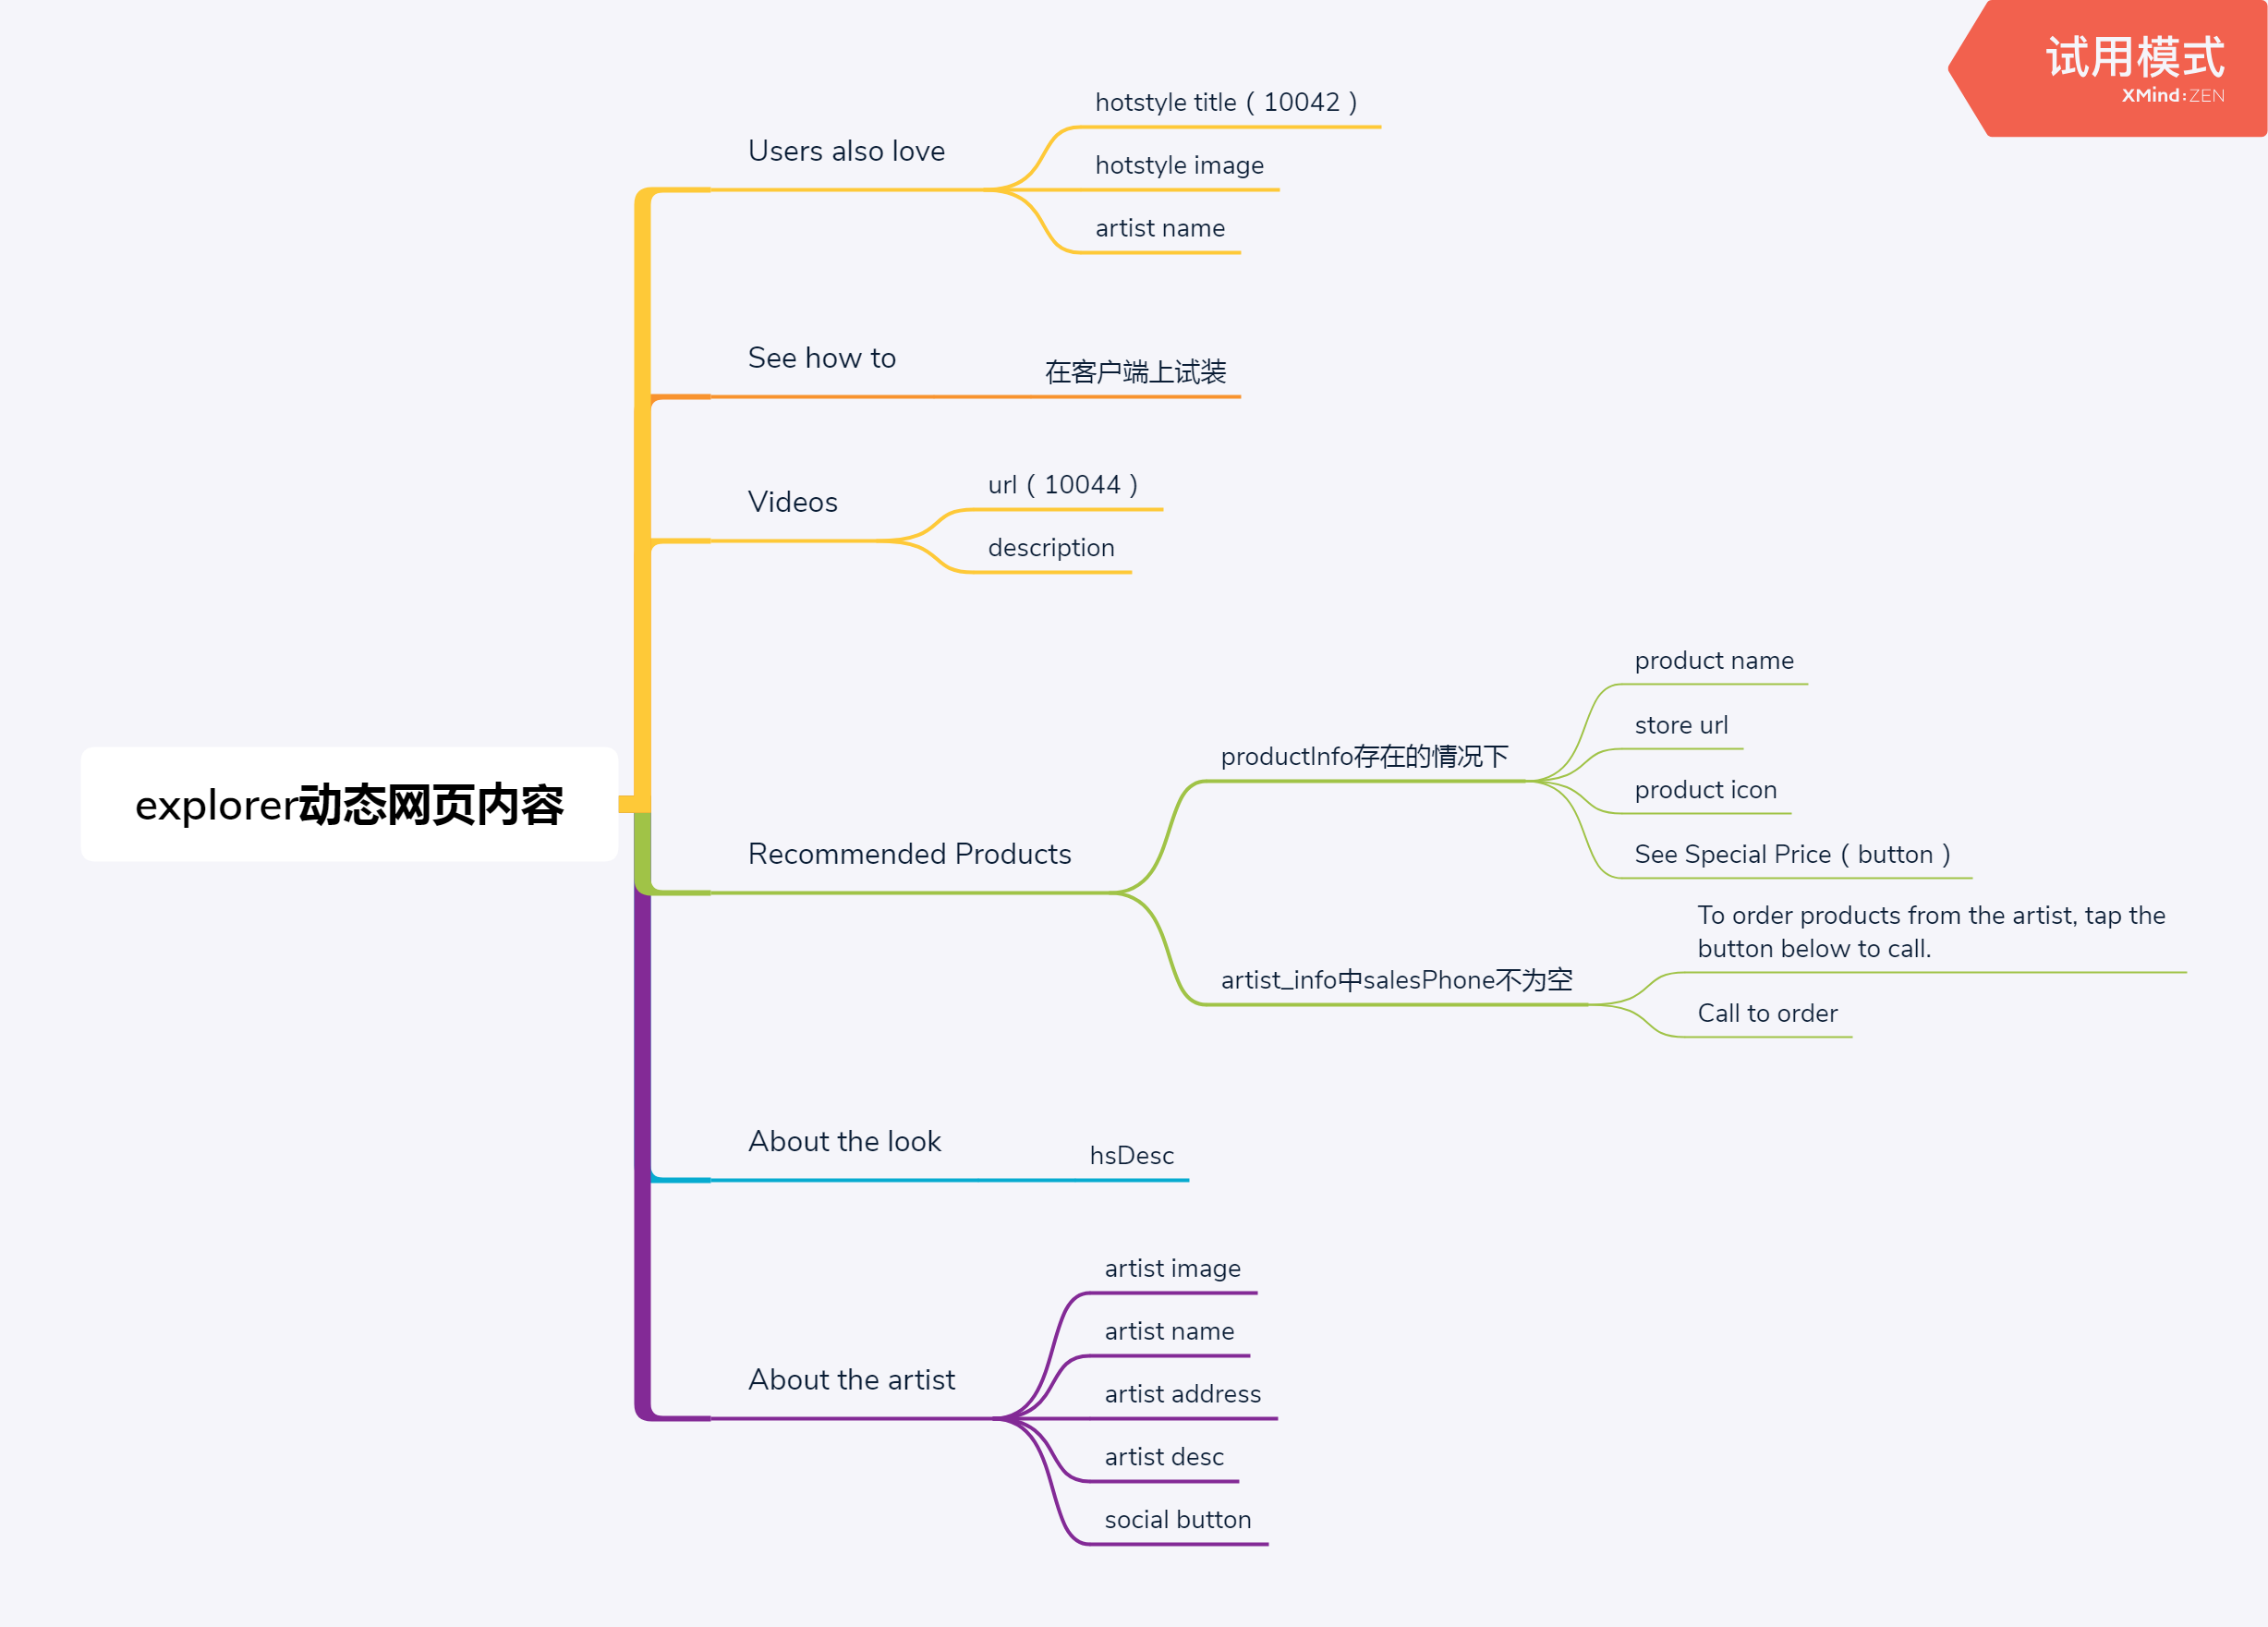 试用模式
XMind:ZEN
explorer动态网页内容
Users also love
hotstyle title（10042）
hotstyle image
artist name
See how to
在客户端上试装
Videos
url（10044）
description
Recommended Products
productInfo存在的情况下
product name
store url
product icon
See Special Price（button）
artist_info中salesPhone不为空
To order products from the artist, tap the
button below to call.
Call to order
About the look
hsDesc
About the artist
artist image
artist name
artist address
artist desc
social button